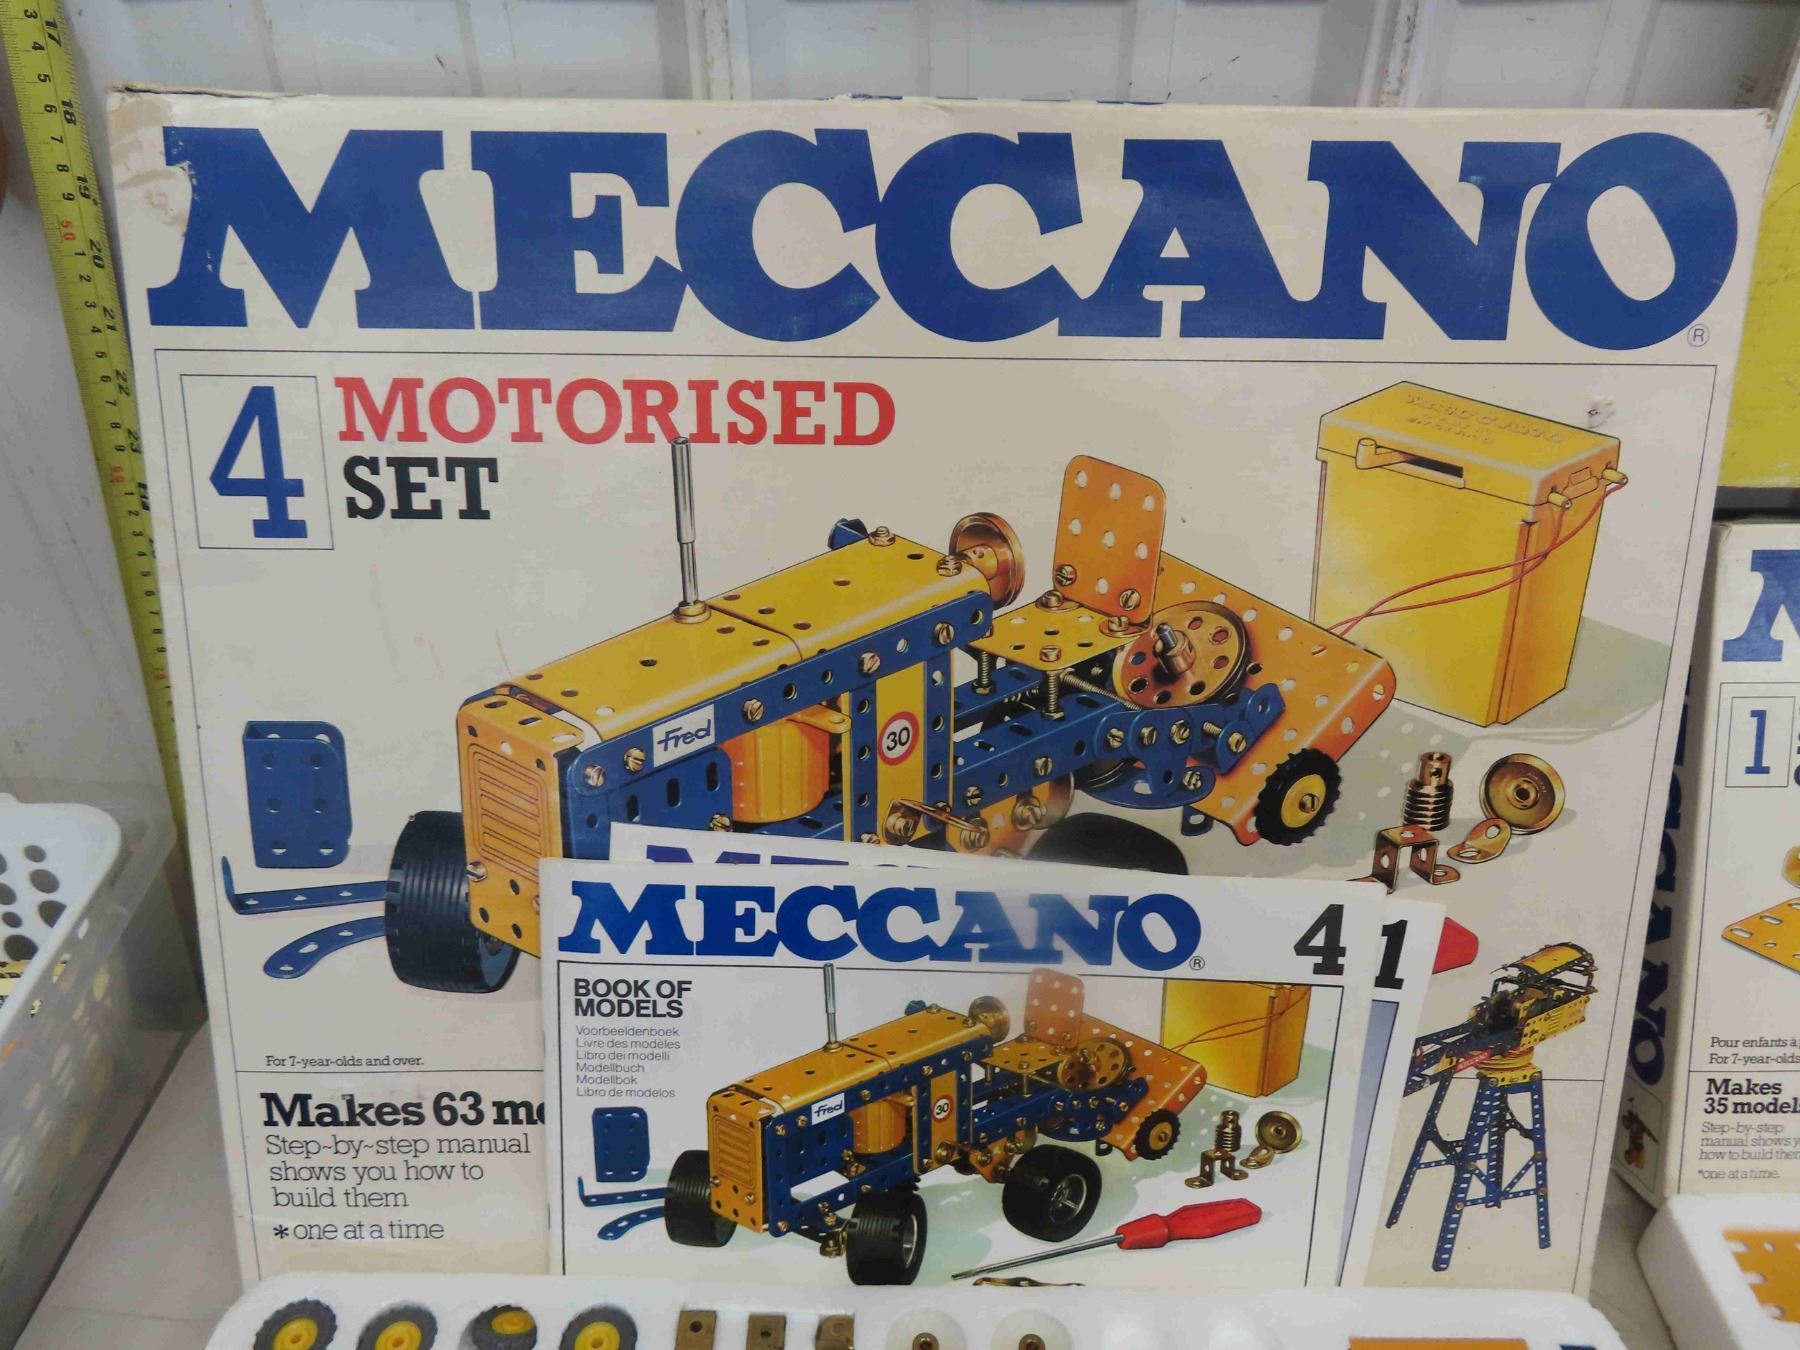 MECCANO
®
4
MOTORISED
SET
Fred
30
For 7-year-olds and over.
Makes 63
Step-by-step manual
shows you how to
build them
*one at a time
MECCANO
®
4
1
BOOK OF
MODELS
Voorbeeldenboek
Livre des modèles
Libro dei modelli
Modellbuch
Modellbok
Libro de modelos
Fred
30
1
Pour enfants
For 7-year-olds
Makes
35
Step-by-step
manual shows
how to build
*one at a time.